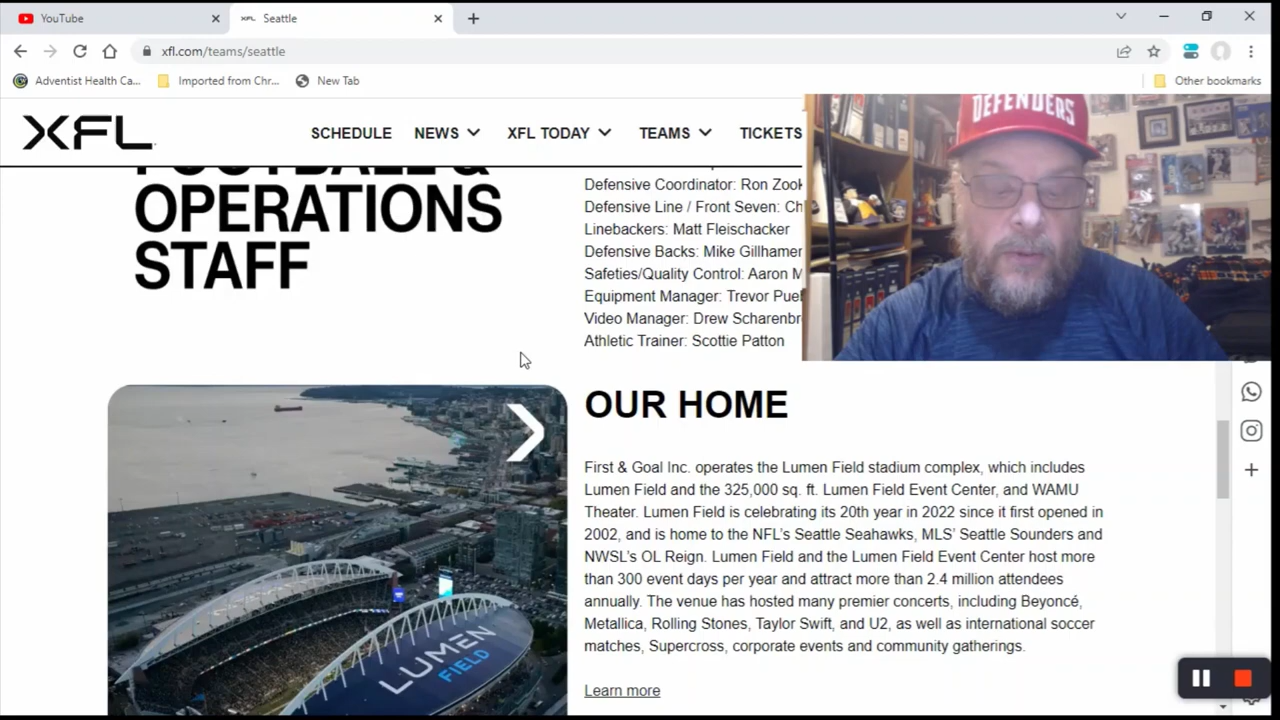 YouTube
XFL Seattle
xfl.com/teams/seattle
Adventist Health Ca...
Imported from Chr...
New Tab
Other bookmarks
XFL
SCHEDULE NEWS XFL TODAY TEAMS TICKETS
DEFENDERS
FOOTBALL &
OPERATIONS
STAFF
Defensive Coordinator: Ron Zook
Defensive Line / Front Seven: Ch
Linebackers: Matt Fleischacker
Defensive Backs: Mike Gillhamer
Safeties/Quality Control: Aaron M
Equipment Manager: Trevor Pue
Video Manager: Drew Scharenbr
Athletic Trainer: Scottie Patton
OUR HOME
First & Goal Inc. operates the Lumen Field stadium complex, which includes
Lumen Field and the 325,000 sq. ft. Lumen Field Event Center, and WAMU
Theater. Lumen Field is celebrating its 20th year in 2022 since it first opened in
2002, and is home to the NFL's Seattle Seahawks, MLS' Seattle Sounders and
NWSL's OL Reign. Lumen Field and the Lumen Field Event Center host more
than 300 event days per year and attract more than 2.4 million attendees
annually. The venue has hosted many premier concerts, including Beyoncé,
Metallica, Rolling Stones, Taylor Swift, and U2, as well as international soccer
matches, Supercross, corporate events and community gatherings.
Learn more
LUMEN
FIELD